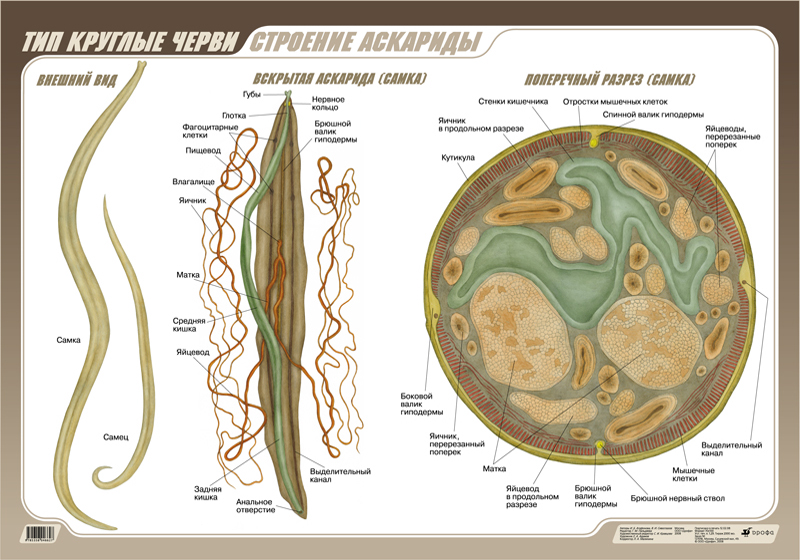 ТИП КРУГЛЫЕ ЧЕРВИ СТРОЕНИЕ АСКАРИДЫ
ВНЕШНИЙ ВИД
Самка
Самец
ВСКРЫТАЯ АСКАРИДА (САМКА)
Губы
Нервное
кольцо
Глотка
Фагоцитарные
клетки
Брюшной
валик
гиподермы
Пищевод
Влагалище
Яичник
Матка
Средняя
кишка
Яйцевод
Задняя
кишка
Выделительный
канал
Анальное
отверстие
ПОПЕРЕЧНЫЙ РАЗРЕЗ (САМКА)
Стенки кишечника
Отростки мышечных клеток
Спинной валик гиподермы
Яичник
в продольном разрезе
Яйцеводы,
перерезанные
поперек
Кутикула
Боковой
валик
гиподермы
Яичник,
перерезанный
поперек
Матка
Яйцевод
в продольном
разрезе
Брюшной
валик
гиподермы
Брюшной нервный ствол
Мышечные
клетки
Выделительный
канал
дрофа